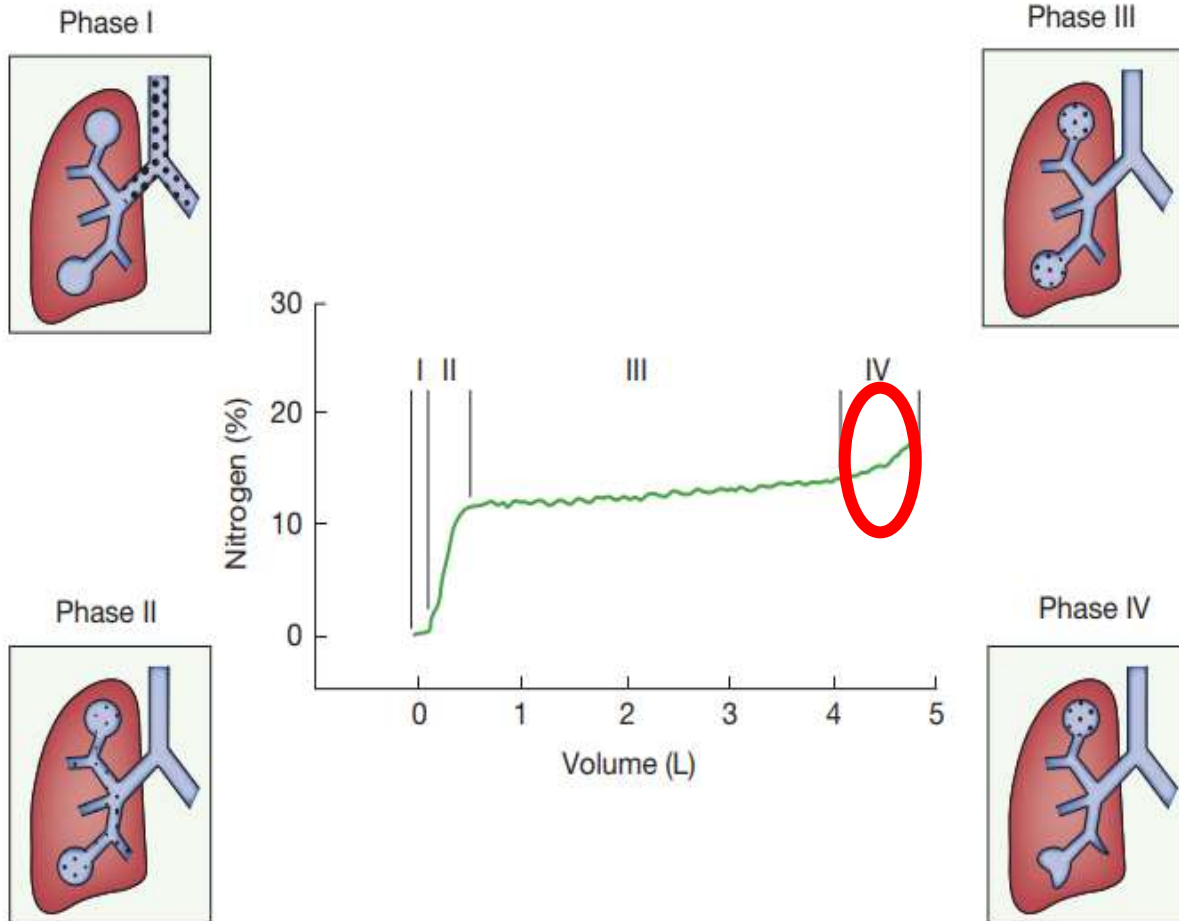 Phase I
Phase III
30
I II III IV
20
Nitrogen (%)
10
0
Phase II
Phase IV
0 1 2 3 4 5
Volume (L)